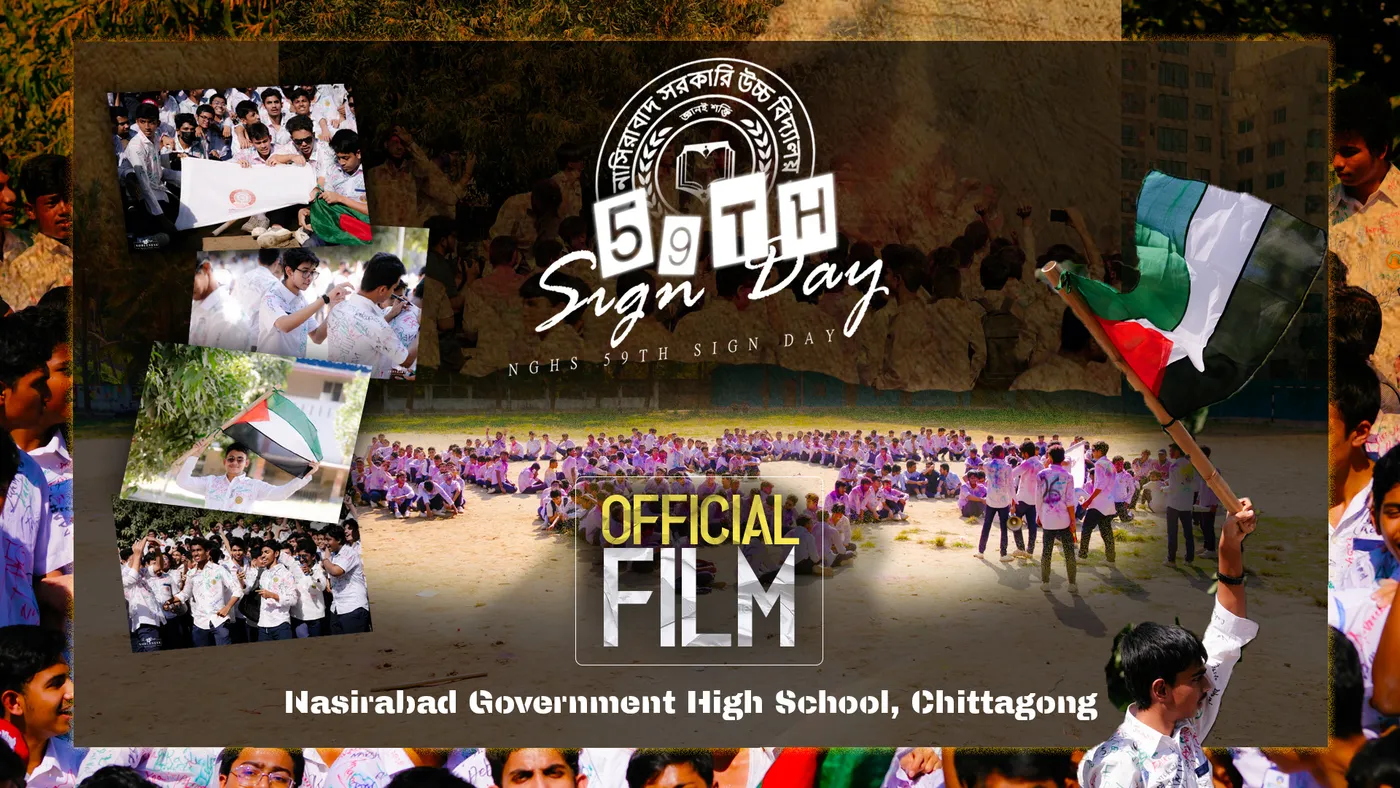 নাসিরাবাদ সরকারি উচ্চ বিদ্যালয়
জ্ঞানই শক্তি
59TH
Sign Day
NGHS 59TH SIGN DAY
OFFICIAL
FILM
Nasirabad Government High School, Chittagong